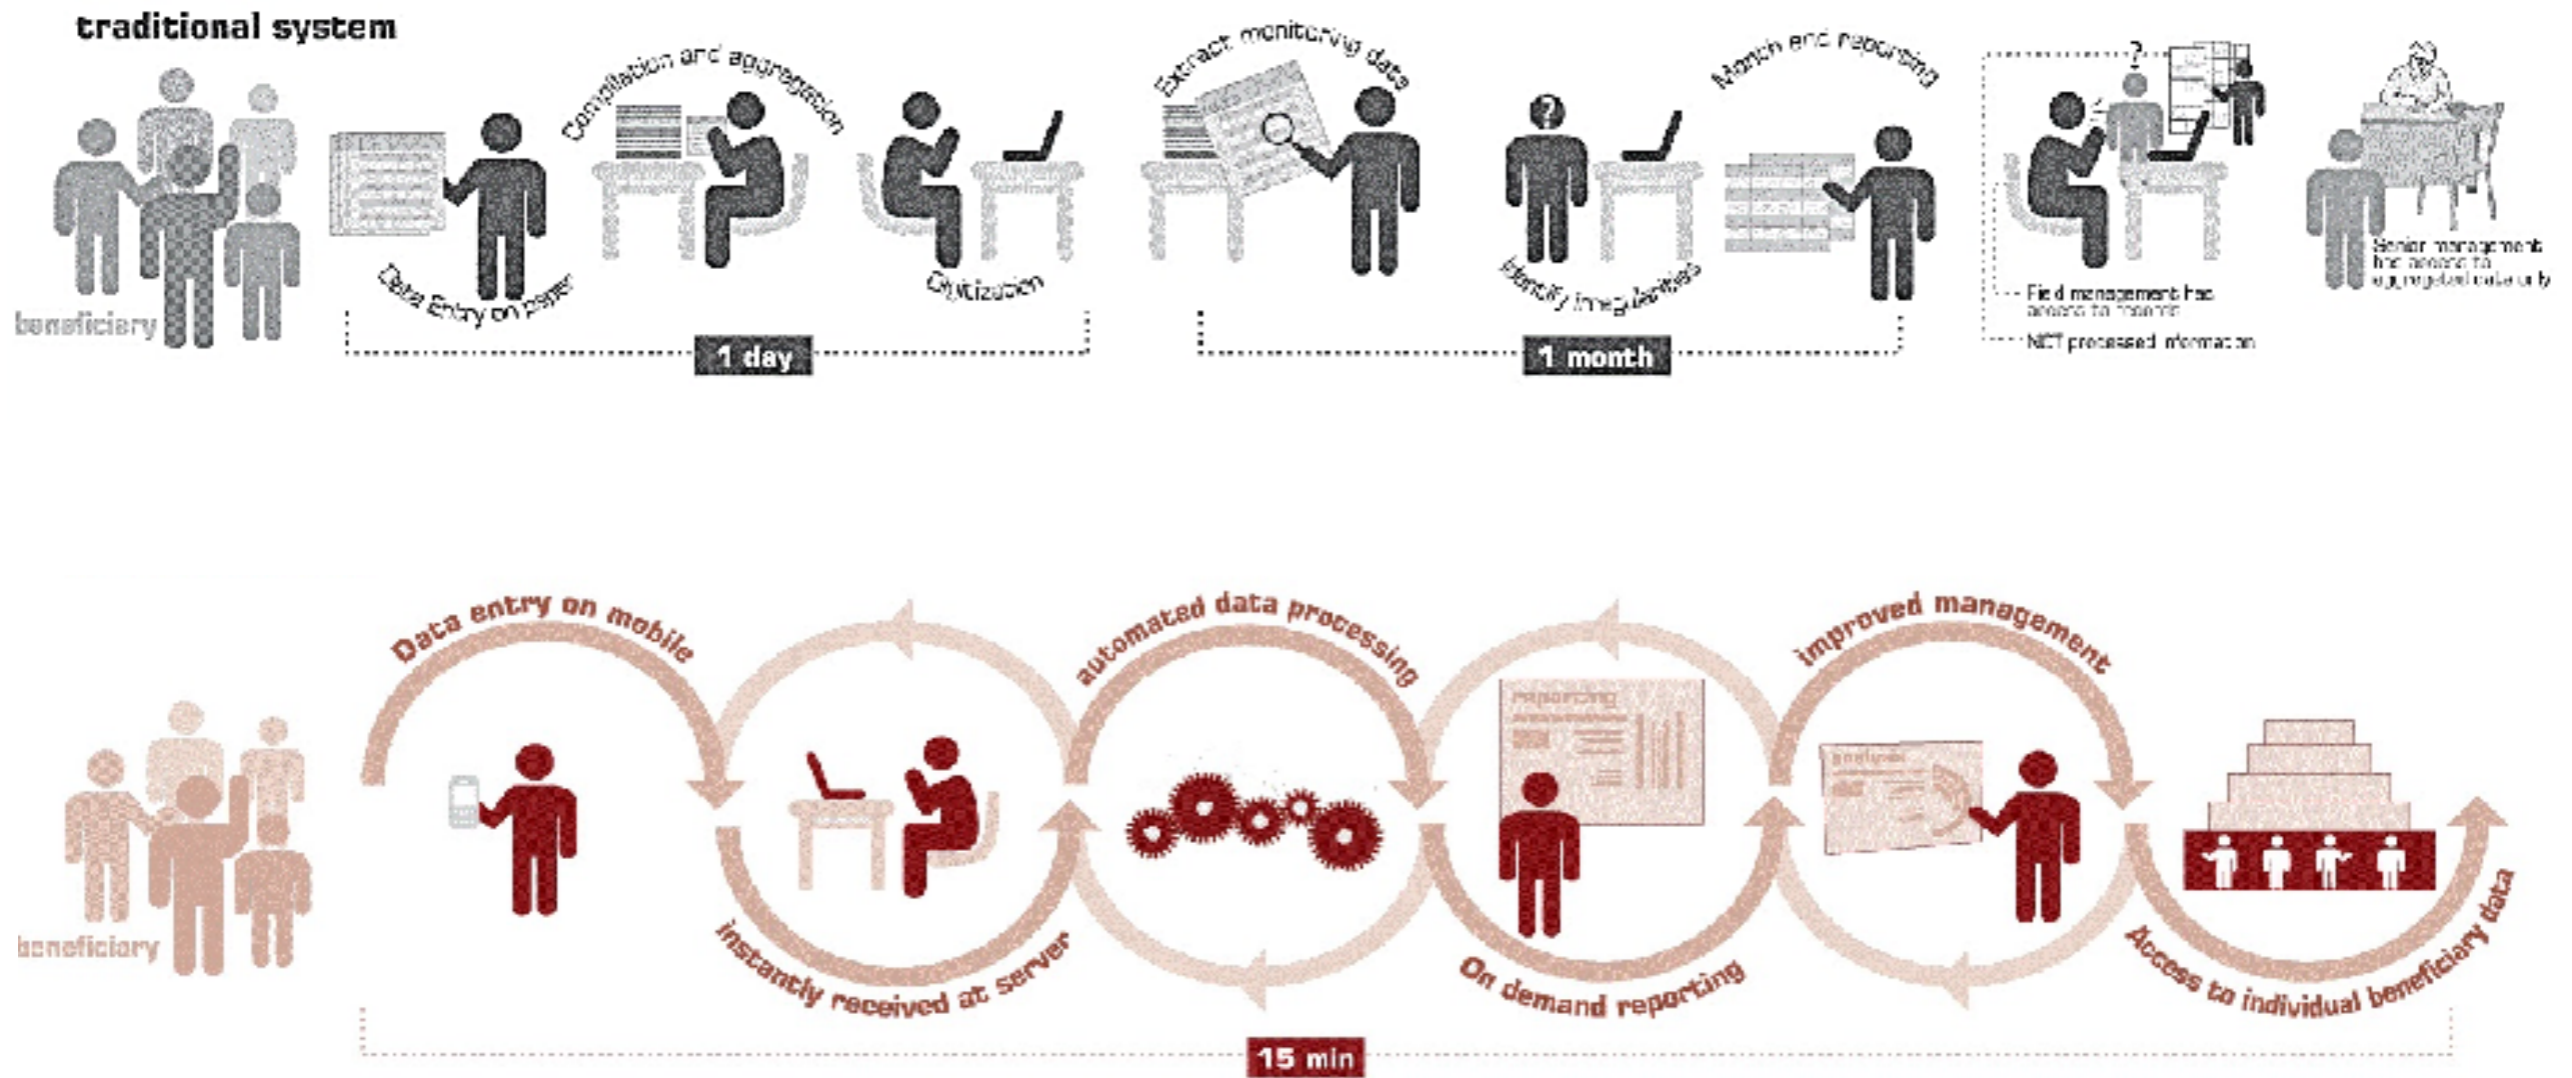 traditional system
beneficiary
Data Entry on paper
Compilation and aggregation
Digitization
1 day
Extract monitoring data
?
Identify irregularities
Month end reporting
1 month
?
Field management has
access to records
NOT processed information
Senior management
has access to
aggregated data only
beneficiary
Data entry on mobile
instantly received at server
automated data processing
reporting
On demand reporting
improved management
analysis
Access to individual beneficiary data
15 min